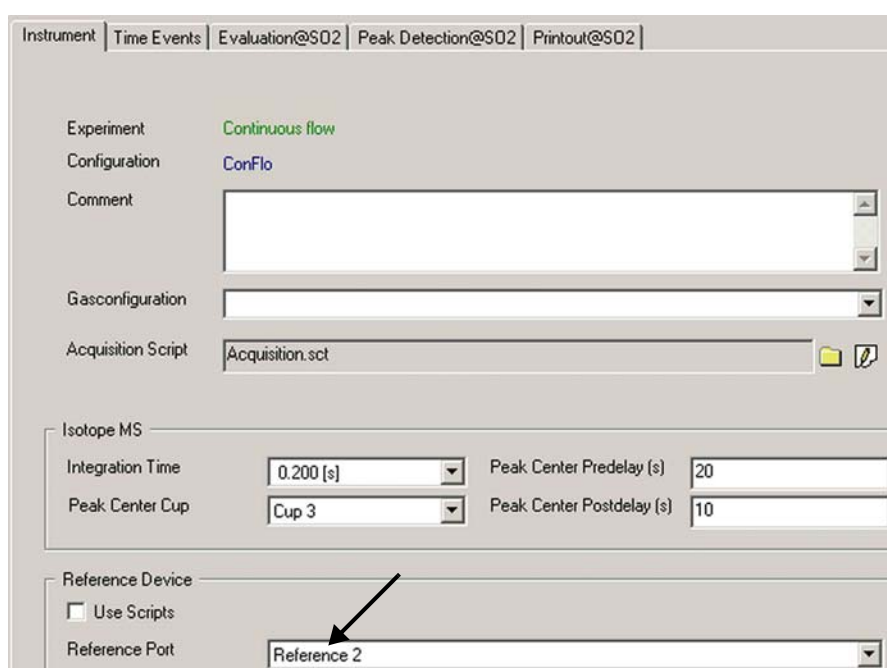 Instrument Time Events Evaluation@SO2 Peak Detection@SO2 Printout@SO2
Experiment Continuous flow
Configuration ConFlo
Comment
Gasconfiguration
Acquisition Script Acquisition.sct
Isotope MS
Integration Time 0.200 [s] Peak Center Predelay (s) 20
Peak Center Cup Cup 3 Peak Center Postdelay (s) 10
Reference Device
Use Scripts
Reference Port Reference 2